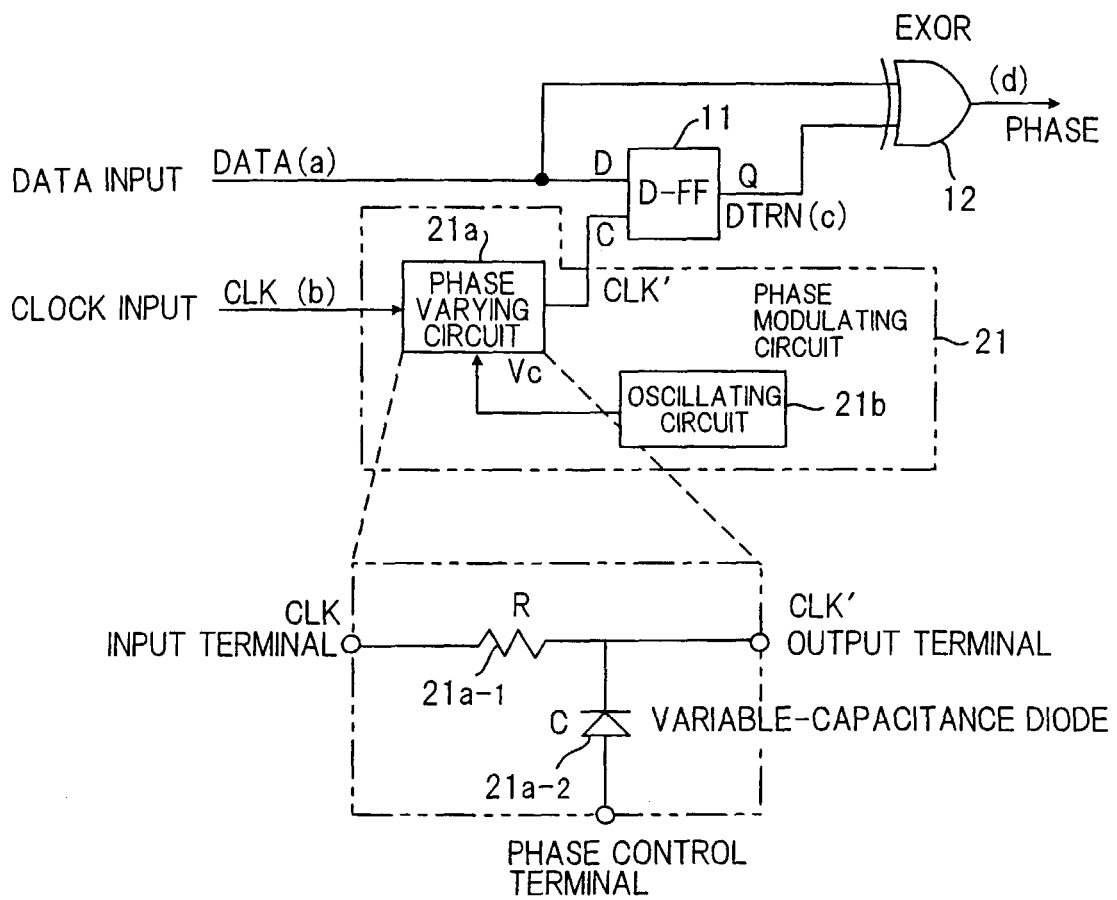 EXOR
(d)
PHASE
12
11
DATA INPUT
DATA(a)
D
D-FF
Q
DTRN(c)
C
21a
CLOCK INPUT
CLK (b)
PHASE
VARYING
CIRCUIT
CLK'
PHASE
MODULATING
CIRCUIT
21
Vc
OSCILLATING
CIRCUIT
21b
CLK
INPUT TERMINAL
R
21a-1
CLK'
OUTPUT TERMINAL
C
VARIABLE-CAPACITANCE DIODE
21a-2
PHASE CONTROL
TERMINAL